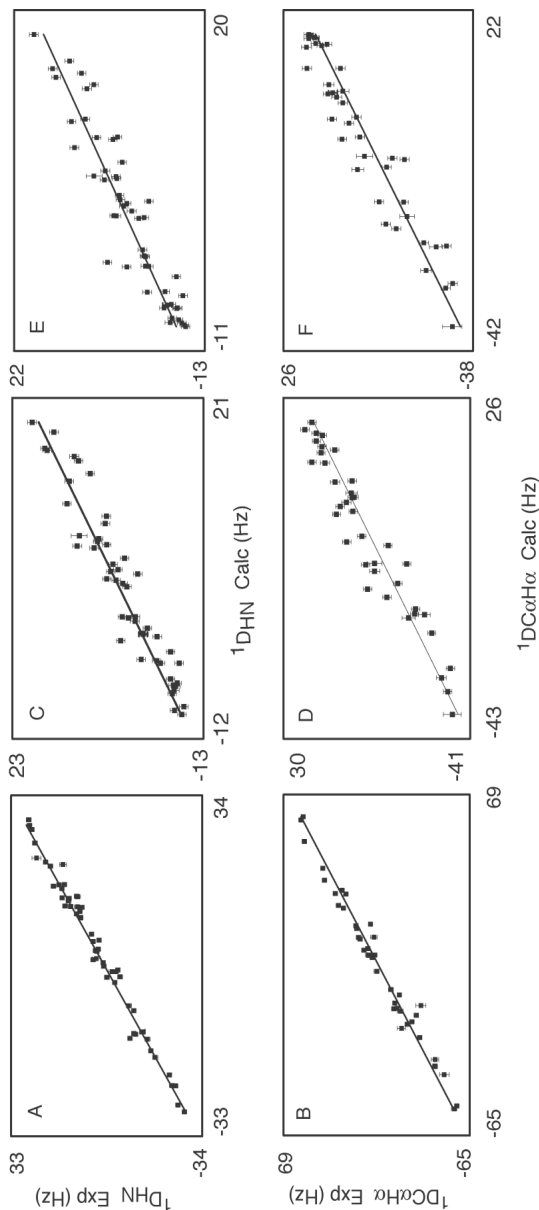 ¹DHN Exp (Hz)
33
-34
A
-33
34
23
-13
C
-12
21
22
-13
E
-11
20
¹DHN Calc (Hz)
¹DCαHα Exp (Hz)
69
-65
B
-65
69
30
-41
D
-43
26
26
-38
F
-42
22
¹DCαHα Calc (Hz)